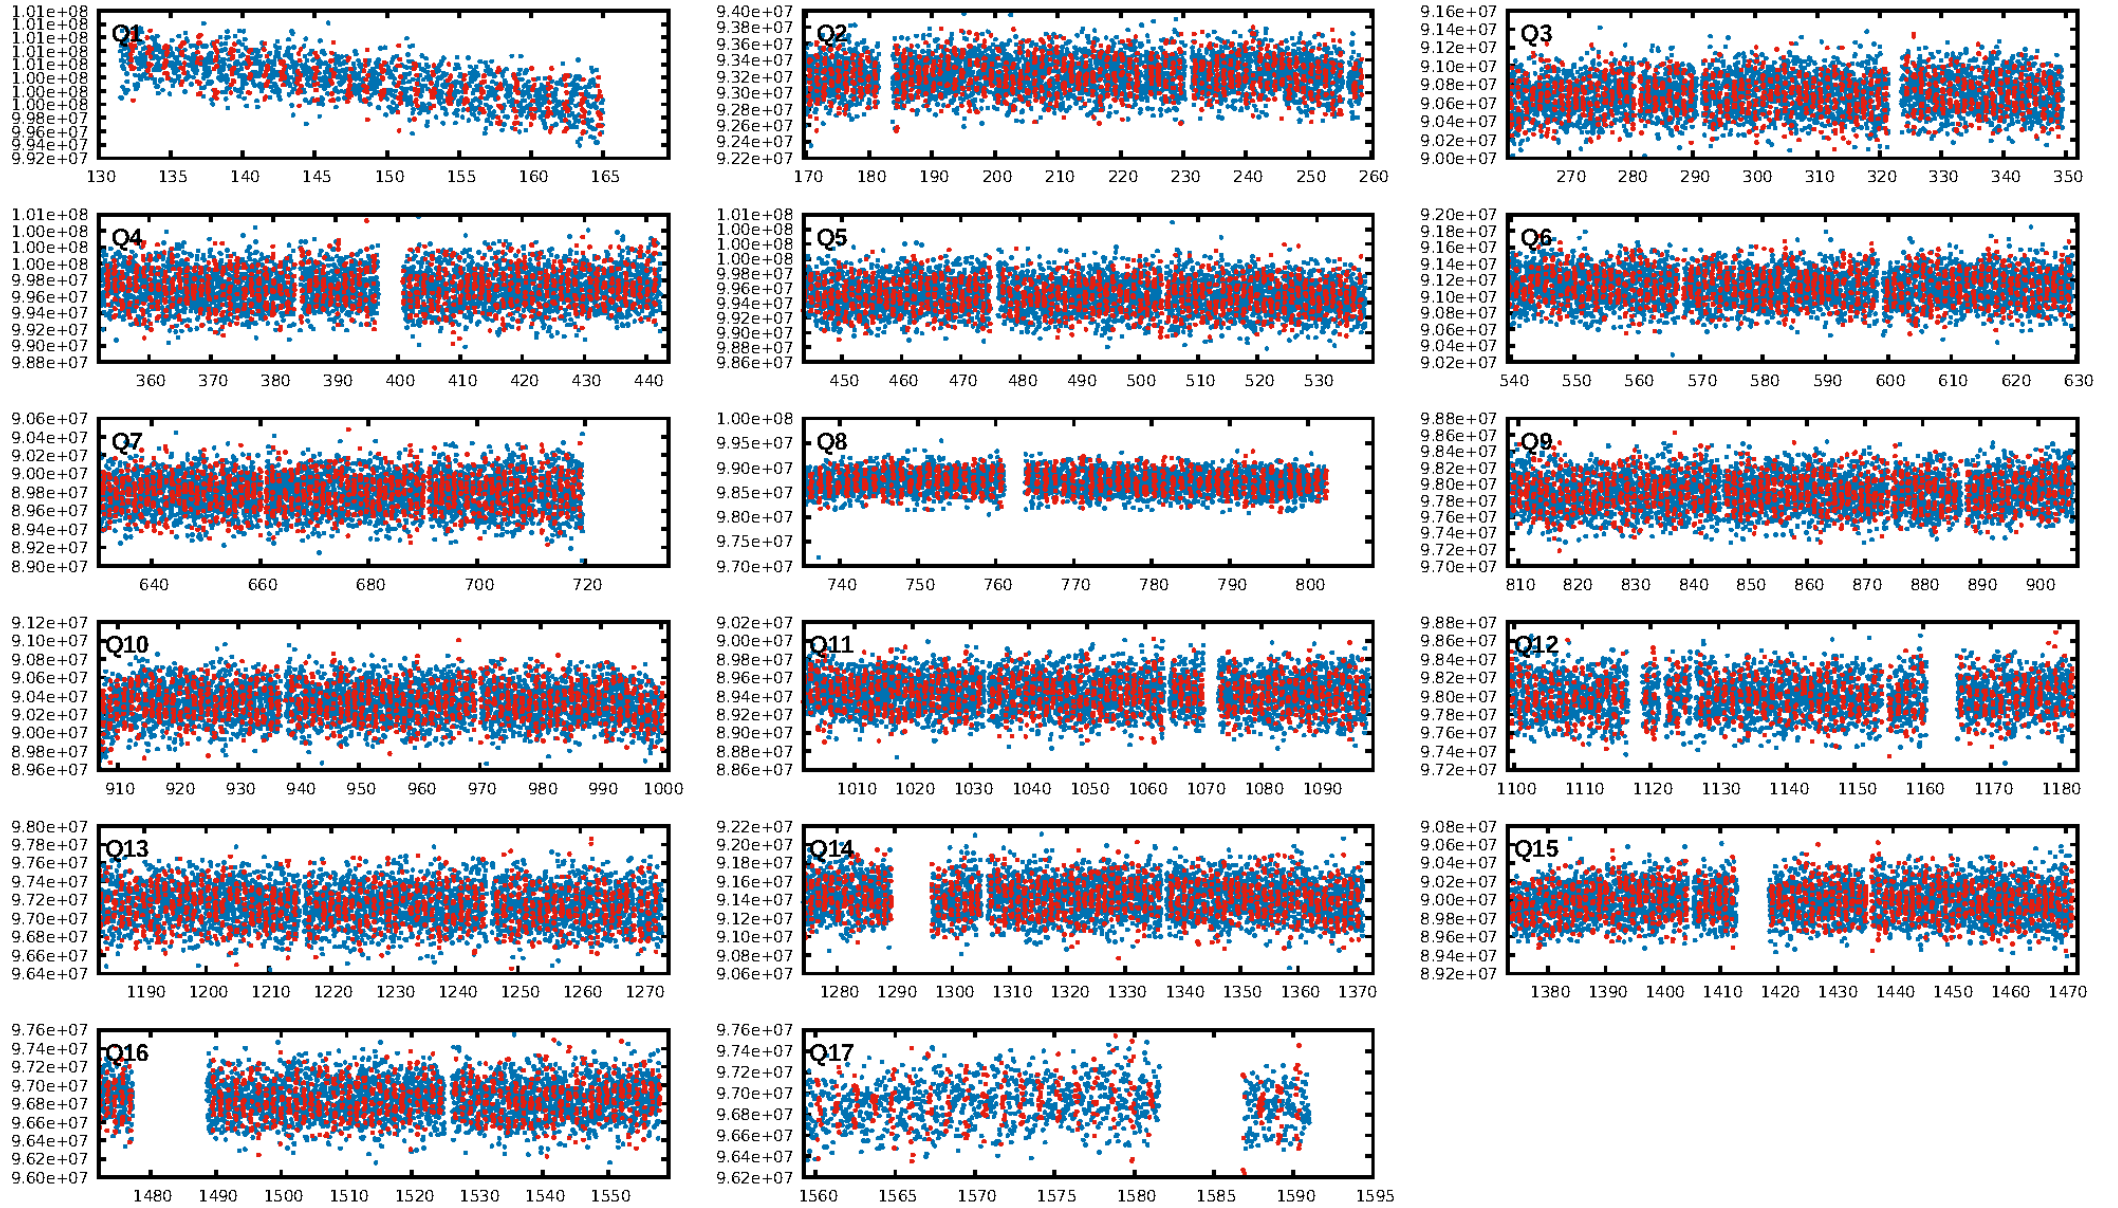 1.01e+08
1.01e+08
1.01e+08
1.01e+08
1.01e+08
1.00e+08
1.00e+08
1.00e+08
9.98e+07
9.96e+07
9.94e+07
9.92e+07
Q1
130 135 140 145 150 155 160 165
9.40e+07
9.38e+07
9.36e+07
9.34e+07
9.32e+07
9.30e+07
9.28e+07
9.26e+07
9.24e+07
9.22e+07
Q2
170 180 190 200 210 220 230 240 250 260
9.16e+07
9.14e+07
9.12e+07
9.10e+07
9.08e+07
9.06e+07
9.04e+07
9.02e+07
9.00e+07
Q3
270 280 290 300 310 320 330 340 350
1.01e+08
1.00e+08
1.00e+08
1.00e+08
9.98e+07
9.96e+07
9.94e+07
9.92e+07
9.90e+07
9.88e+07
Q4
360 370 380 390 400 410 420 430 440
1.01e+08
1.00e+08
1.00e+08
1.00e+08
9.98e+07
9.96e+07
9.94e+07
9.92e+07
9.90e+07
9.88e+07
9.86e+07
Q5
450 460 470 480 490 500 510 520 530
9.20e+07
9.18e+07
9.16e+07
9.14e+07
9.12e+07
9.10e+07
9.08e+07
9.06e+07
9.04e+07
9.02e+07
Q6
540 550 560 570 580 590 600 610 620 630
9.06e+07
9.04e+07
9.02e+07
9.00e+07
8.98e+07
8.96e+07
8.94e+07
8.92e+07
8.90e+07
Q7
640 660 680 700 720
1.00e+08
9.95e+07
9.90e+07
9.85e+07
9.80e+07
9.75e+07
9.70e+07
Q8
740 750 760 770 780 790 800
9.88e+07
9.86e+07
9.84e+07
9.82e+07
9.80e+07
9.78e+07
9.76e+07
9.74e+07
9.72e+07
9.70e+07
Q9
810 820 830 840 850 860 870 880 890 900
9.12e+07
9.10e+07
9.08e+07
9.06e+07
9.04e+07
9.02e+07
9.00e+07
8.98e+07
8.96e+07
Q10
910 920 930 940 950 960 970 980 990 1000
9.02e+07
9.00e+07
8.98e+07
8.96e+07
8.94e+07
8.92e+07
8.90e+07
8.88e+07
8.86e+07
Q11
1010 1020 1030 1040 1050 1060 1070 1080 1090
9.88e+07
9.86e+07
9.84e+07
9.82e+07
9.80e+07
9.78e+07
9.76e+07
9.74e+07
9.72e+07
Q12
1100 1110 1120 1130 1140 1150 1160 1170 1180
9.80e+07
9.78e+07
9.76e+07
9.74e+07
9.72e+07
9.70e+07
9.68e+07
9.66e+07
9.64e+07
Q13
1190 1200 1210 1220 1230 1240 1250 1260 1270
9.22e+07
9.20e+07
9.18e+07
9.16e+07
9.14e+07
9.12e+07
9.10e+07
9.08e+07
9.06e+07
Q14
1280 1290 1300 1310 1320 1330 1340 1350 1360 1370
9.08e+07
9.06e+07
9.04e+07
9.02e+07
9.00e+07
8.98e+07
8.96e+07
8.94e+07
8.92e+07
Q15
1380 1390 1400 1410 1420 1430 1440 1450 1460 1470
9.76e+07
9.74e+07
9.72e+07
9.70e+07
9.68e+07
9.66e+07
9.64e+07
9.62e+07
9.60e+07
Q16
1480 1490 1500 1510 1520 1530 1540 1550
9.76e+07
9.74e+07
9.72e+07
9.70e+07
9.68e+07
9.66e+07
9.64e+07
9.62e+07
Q17
1560 1565 1570 1575 1580 1585 1590 1595